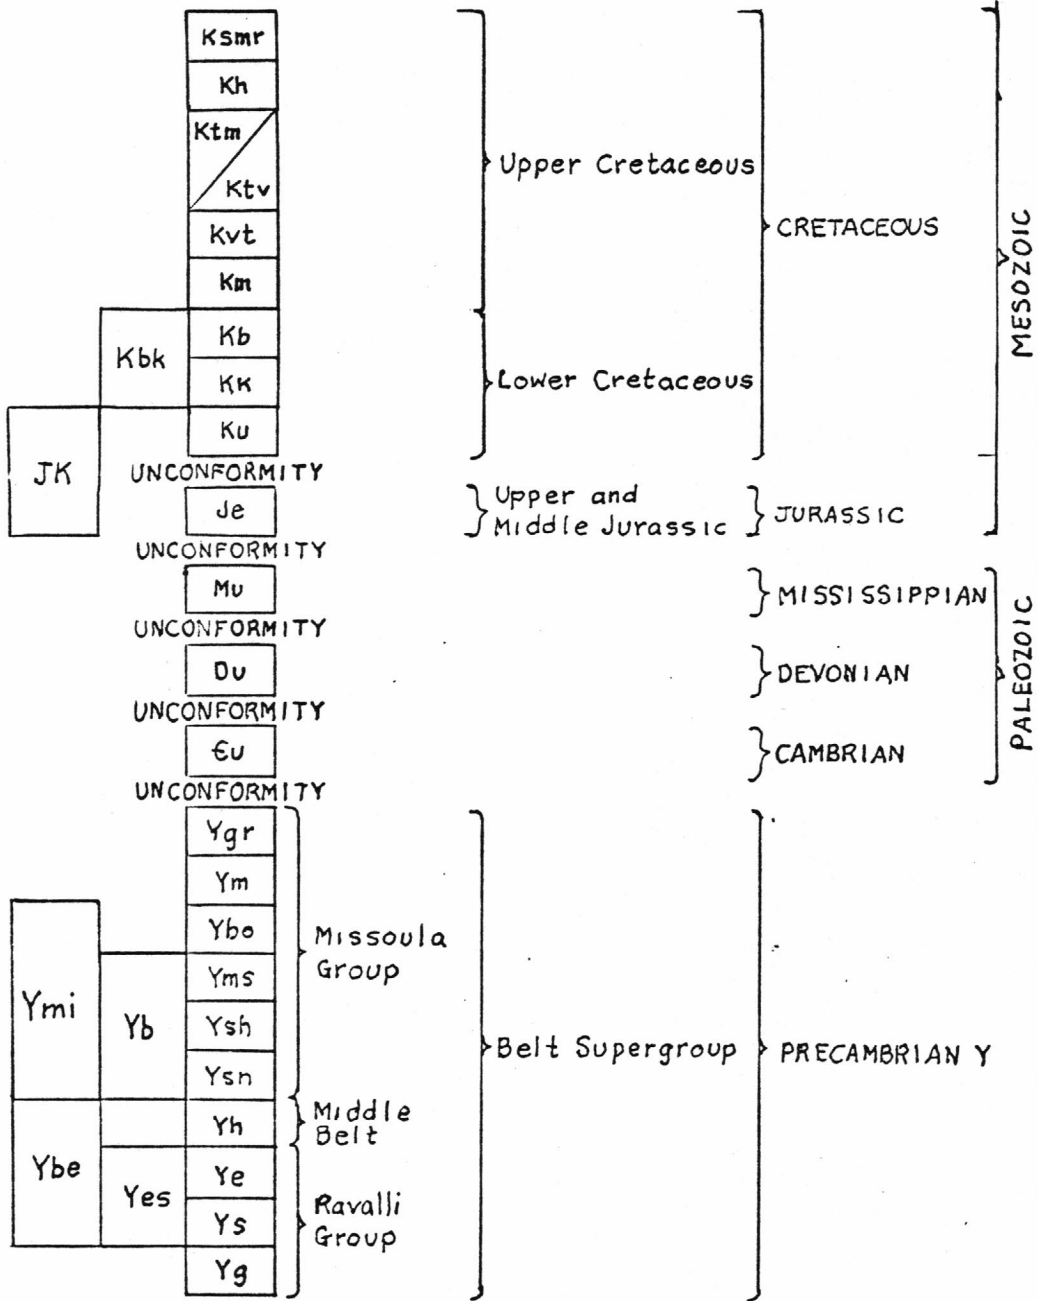 Ksmr
Kh
Ktm
Ktv
Kvt
Km
Kb
Kbk
Kk
Ku
JK
Upper Cretaceous
Lower Cretaceous
CRETACEOUS
MESOZOIC
UNCONFORMITY
Je
Upper and
Middle Jurassic
JURASSIC
UNCONFORMITY
Mu
MISSISSIPPIAN
UNCONFORMITY
Du
DEVONIAN
PALEOZOIC
UNCONFORMITY
Єu
CAMBRIAN
UNCONFORMITY
Ygr
Ym
Ybo
Yms
Ysh
Ysn
Ymi
Yb
Missoula
Group
Yh
Middle
Belt
Ybe
Yes
Ye
Ys
Yg
Ravalli
Group
Belt Supergroup
PRECAMBRIAN Y